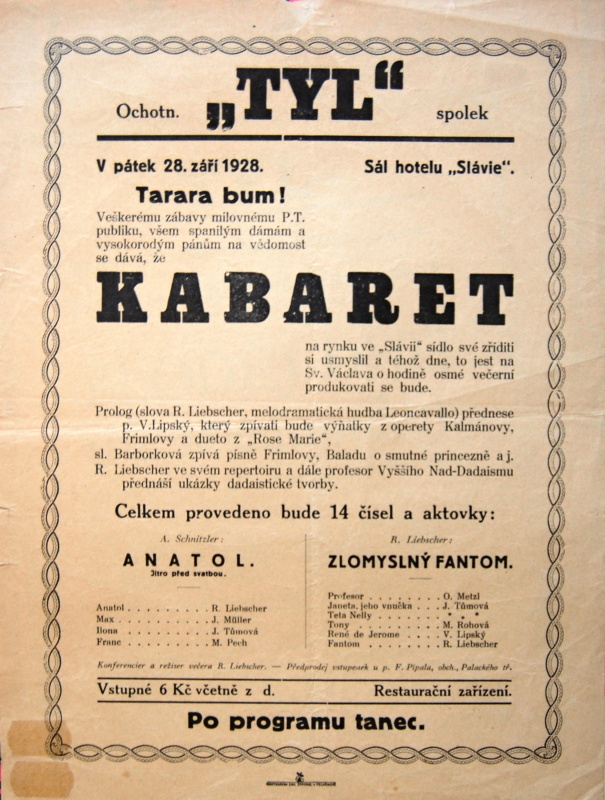 Ochotn. „TYL“ spolek
V pátek 28. září 1928. Sál hotelu „Slávie“.
Tarara bum!
Veškerému zábavy milovnému P.T.
publiku, všem spanilým dámám a
vysokorodým pánům na vědomost
se dává, že
KABARET
na rynku ve „Slávii“ sídlo své zříditi
si usmyslil a téhož dne, to jest na
Sv. Václava o hodině osmé večerní
produkovati se bude.
Prolog (slova R. Liebscher, melodramatická hudba Leoncavallo) přednese
p. V.Lipský, který zpívati bude výňatky z operety Kalmánovy,
Frimlovy a dueto z „Rose Marie“,
sl. Barborková zpívá písně Frimlovy, Baladu o smutné princezně a j.
R. Liebscher ve svém repertoiru a dále profesor Vyššího Nad-Dadaismu
přednáší ukázky dadaistické tvorby.
Celkem provedeno bude 14 čísel a aktovky:
A. Schnitzler:
ANATOL.
Jitro před svatbou.
Anatol . . . . . . . . . R. Liebscher
Max . . . . . . . . . . J. Müller
Ilona . . . . . . . . . J. Tůmová
Franc . . . . . . . . . M. Pech
R. Liebscher:
ZLOMYSLNÝ FANTOM.
Profesor . . . . . . . . O. Metzl
Janeta, jeho vnučka . . . J. Tůmová
Teta Nelly . . . . . . . * * *
Tony . . . . . . . . . M. Rohová
René de Jerome . . . . V. Lipský
Fantom . . . . . . . . R. Liebscher
Konferencier a režiser večera R. Liebscher. — Předprodej vstupenek u p. F. Pípala, obch., Palackého tř.
Vstupné 6 Kč včetně z d. Restaurační zařízení.
Po programu tanec.